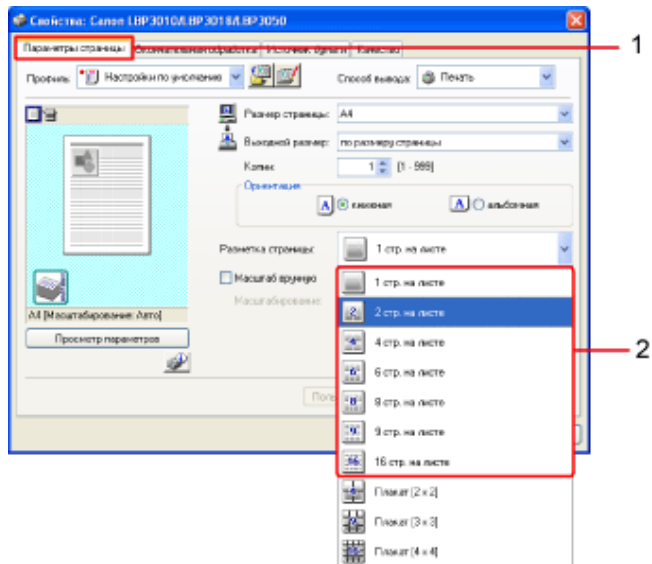 Свойства: Canon LBP3010/LBP3018/LBP3050
1
Параметры страницы Окончательная обработка Источник бумаги Качество
Профиль: Настройки по умолчанию Способ вывода: Печать
Размер страницы: A4
Выходной размер: по размеру страницы
Копии: 1 [1 - 999]
Ориентация
A книжная A альбомная
Разметка страницы: 1 стр. на листе
Масштаб вручную
Масштабирование:
1 стр. на листе
A4 [Масштабирование: Авто]
2 стр. на листе
Просмотр параметров
4 стр. на листе
2
6 стр. на листе
8 стр. на листе
9 стр. на листе
16 стр. на листе
Плакат [2 x 2]
Плакат [3 x 3]
Плакат [4 x 4]